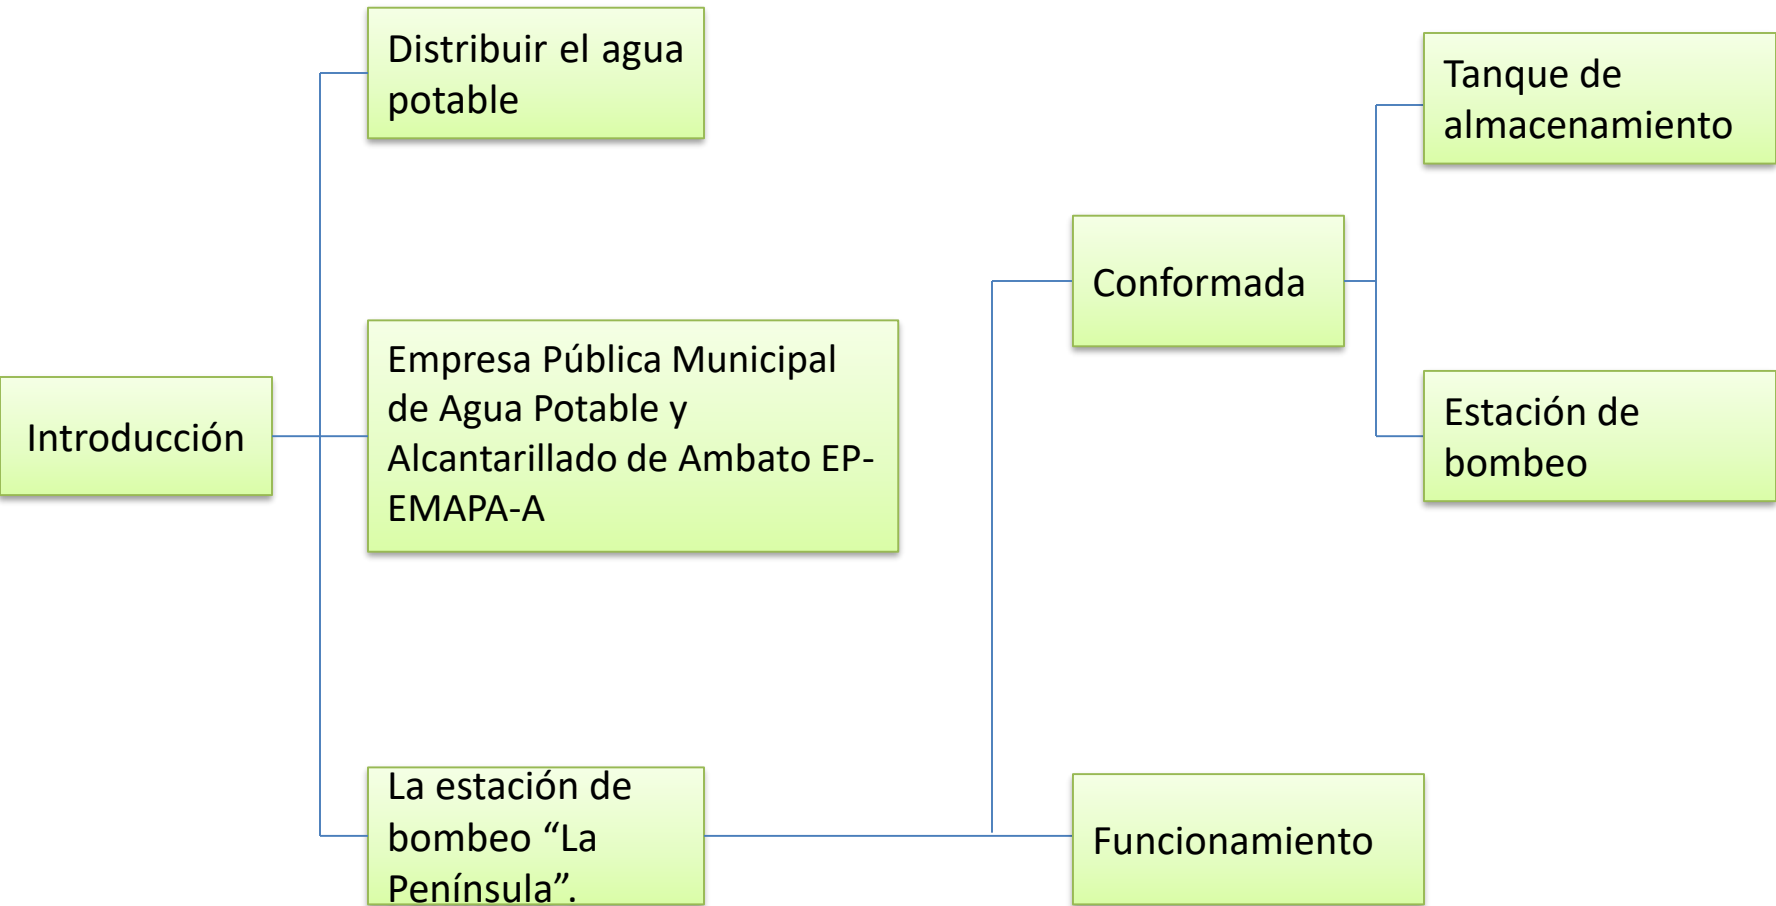 Introducción
Distribuir el agua
potable
Empresa Pública Municipal
de Agua Potable y
Alcantarillado de Ambato EP-
EMAPA-A
La estación de
bombeo “La
Península”.
Conformada
Tanque de
almacenamiento
Estación de
bombeo
Funcionamiento